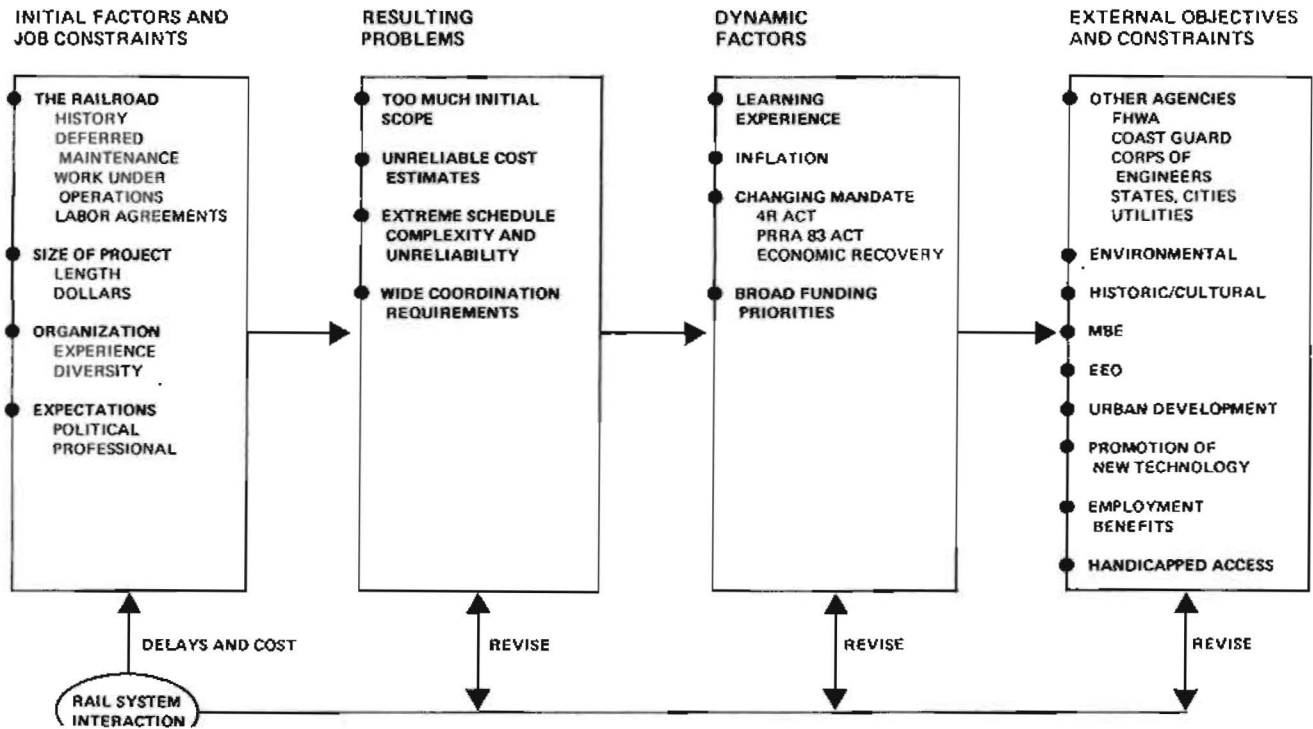 INITIAL FACTORS AND
JOB CONSTRAINTS
THE RAILROAD
HISTORY
DEFERRED
MAINTENANCE
WORK UNDER
OPERATIONS
LABOR AGREEMENTS
SIZE OF PROJECT
LENGTH
DOLLARS
ORGANIZATION
EXPERIENCE
DIVERSITY
EXPECTATIONS
POLITICAL
PROFESSIONAL
RESULTING
PROBLEMS
TOO MUCH INITIAL
SCOPE
UNRELIABLE COST
ESTIMATES
EXTREME SCHEDULE
COMPLEXITY AND
UNRELIABILITY
WIDE COORDINATION
REQUIREMENTS
DYNAMIC
FACTORS
LEARNING
EXPERIENCE
INFLATION
CHANGING MANDATE
4R ACT
PRRA 83 ACT
ECONOMIC RECOVERY
BROAD FUNDING
PRIORITIES
EXTERNAL OBJECTIVES
AND CONSTRAINTS
OTHER AGENCIES
FHWA
COAST GUARD
CORPS OF
ENGINEERS
STATES, CITIES
UTILITIES
ENVIRONMENTAL
HISTORIC/CULTURAL
MBE
EEO
URBAN DEVELOPMENT
PROMOTION OF
NEW TECHNOLOGY
EMPLOYMENT
BENEFITS
HANDICAPPED ACCESS
DELAYS AND COST
REVISE
REVISE
REVISE
RAIL SYSTEM
INTERACTION